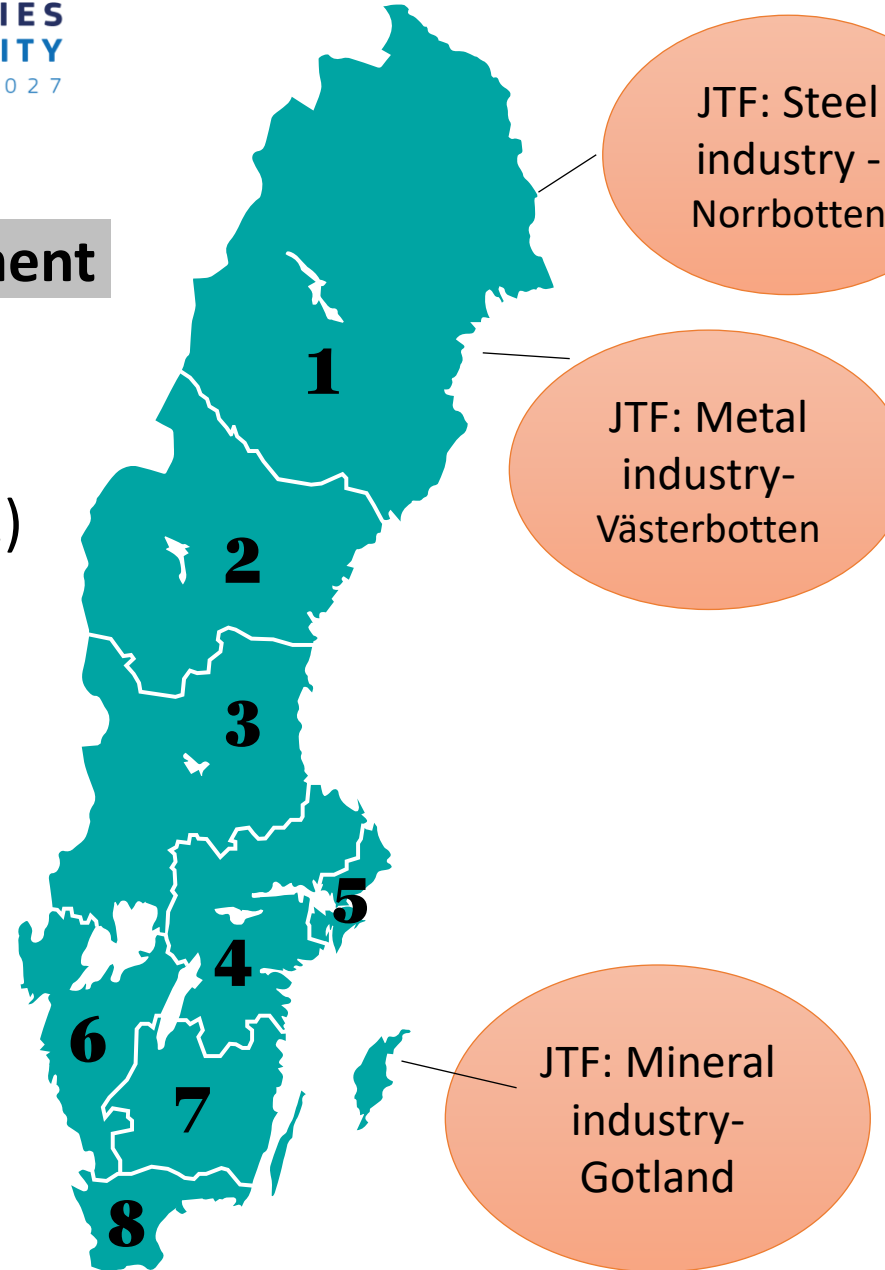 IES
ITY
027
JTF: Steel
industry -
Norrbotten
nent
1
JTF: Metal
industry-
Västerbotten
)
2
3
5
4
6
JTF: Mineral
industry-
Gotland
7
8